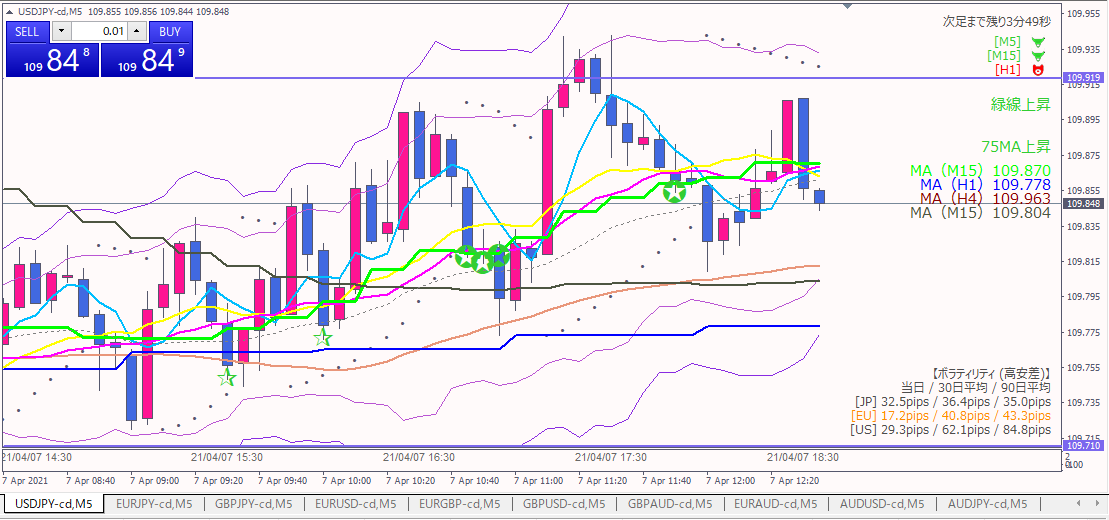 USDJPY-cd,M5 109.855 109.856 109.844 109.848
SELL 0.01 BUY
109 84 8 109 84 9
次足まで残り3分49秒
[M5]
[M15]
[H1]
緑線上昇
75MA上昇
MA（M15）109.870
MA（H1）109.778
MA（H4）109.963
MA（M15）109.804
【ボラティリティ (高安差)】
当日 / 30日平均 / 90日平均
[JP] 32.5pips / 36.4pips / 35.0pips
[EU] 17.2pips / 40.8pips / 43.3pips
[US] 29.3pips / 62.1pips / 84.8pips
109.955
109.935
109.919
109.915
109.895
109.875
109.855
109.848
109.835
109.815
109.795
109.775
109.755
109.735
109.715
109.710
21/04/07 14:30 21/04/07 15:30 21/04/07 16:30 21/04/07 17:30 21/04/07 18:30
7 Apr 2021 7 Apr 08:40 7 Apr 09:00 7 Apr 09:20 7 Apr 09:40 7 Apr 10:00 7 Apr 10:20 7 Apr 10:40 7 Apr 11:00 7 Apr 11:20 7 Apr 11:40 7 Apr 12:00 7 Apr 12:20
USDJPY-cd,M5 EURJPY-cd,M5 GBPJPY-cd,M5 EURUSD-cd,M5 EURGBP-cd,M5 GBPUSD-cd,M5 GBPAUD-cd,M5 EURAUD-cd,M5 AUDUSD-cd,M5 AUDJPY-cd,M5